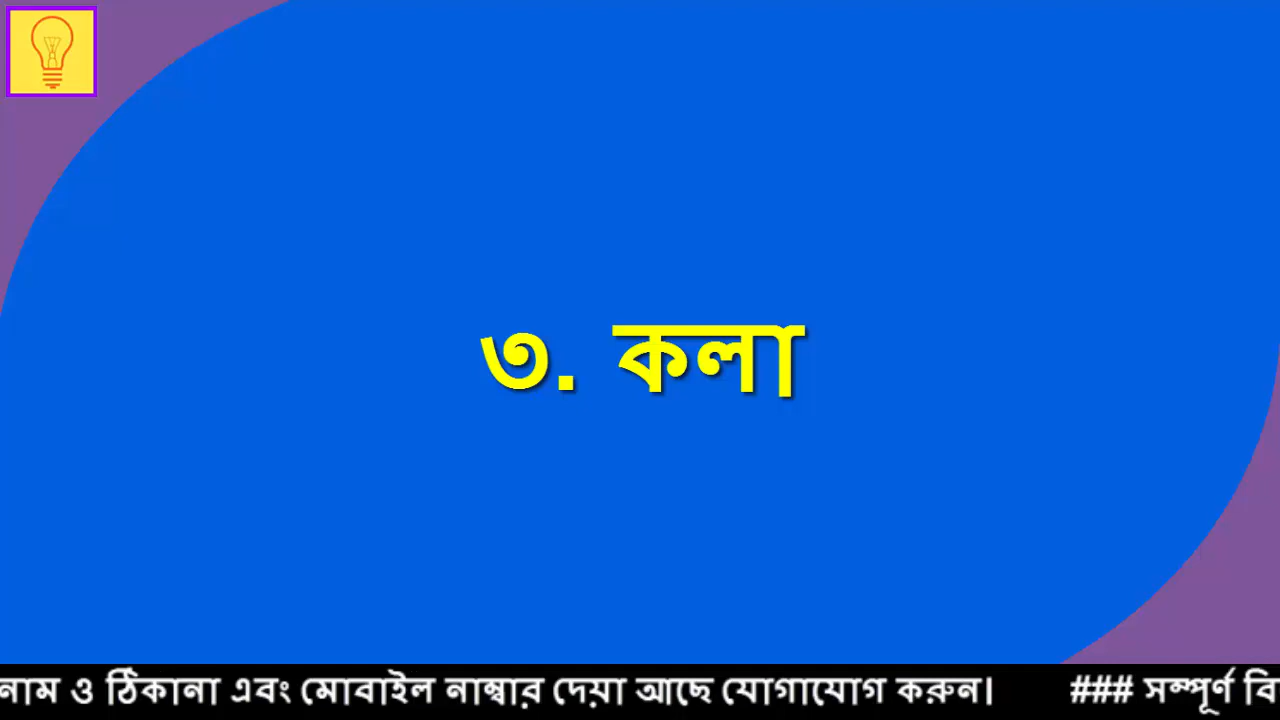 ৩. কলা
নাম ও ঠিকানা এবং মোবাইল নাম্বার দেয়া আছে যোগাযোগ করুন। ### সম্পূর্ণ